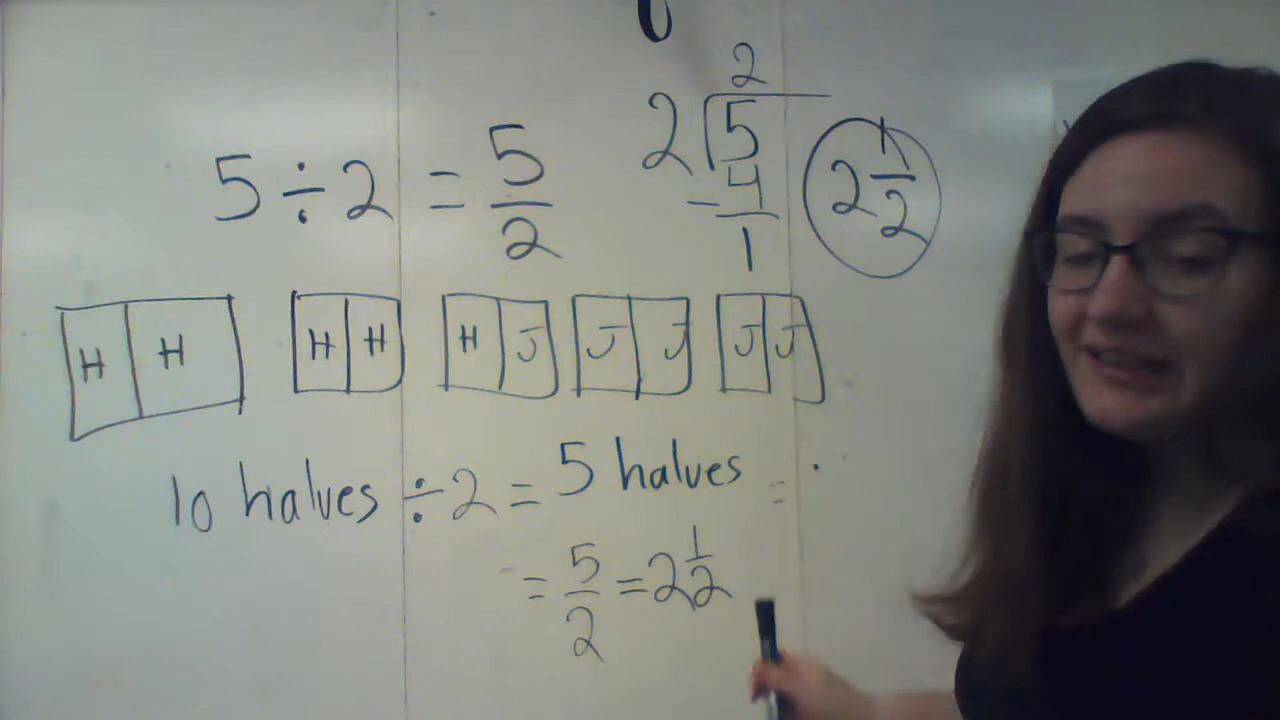 5 ÷ 2 = 5/2
2
2 5
- 4
1
2 1/2
H H H H H J J J J J
10 halves ÷ 2 = 5 halves =
= 5/2 = 2 1/2